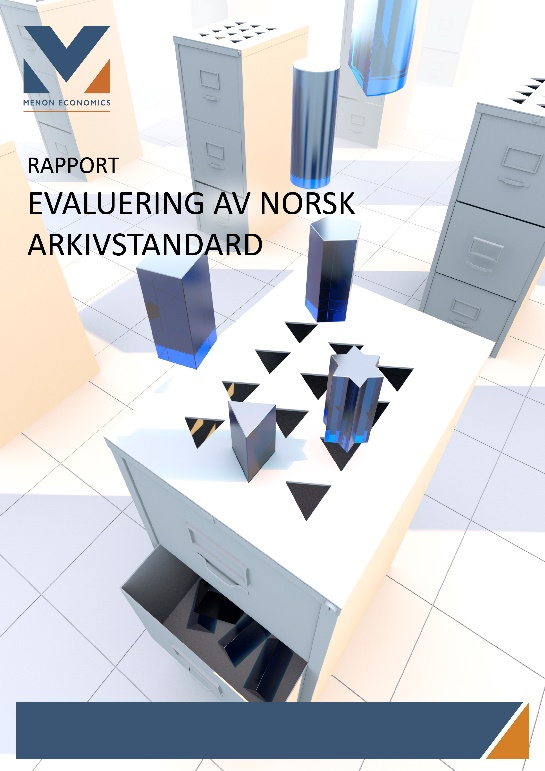 MENON ECONOMICS
RAPPORT
EVALUERING AV NORSK
ARKIVSTANDARD